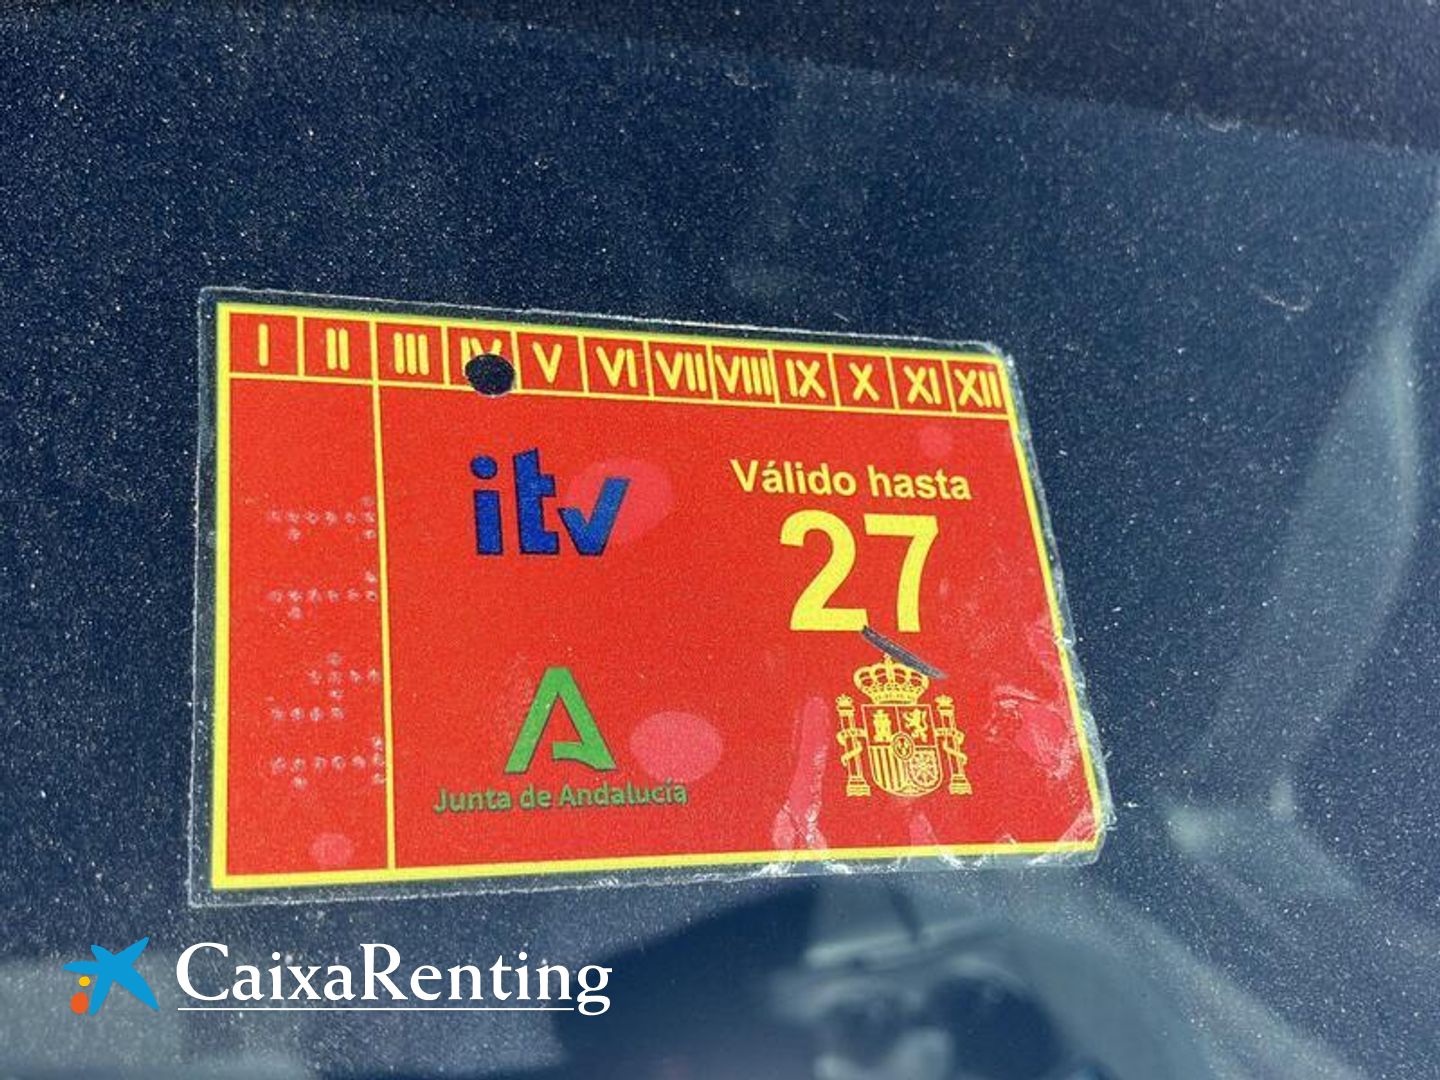 I II III IV V VI VII VIII IX X XI XII
itv
Válido hasta
27
Junta de Andalucía
CaixaRenting